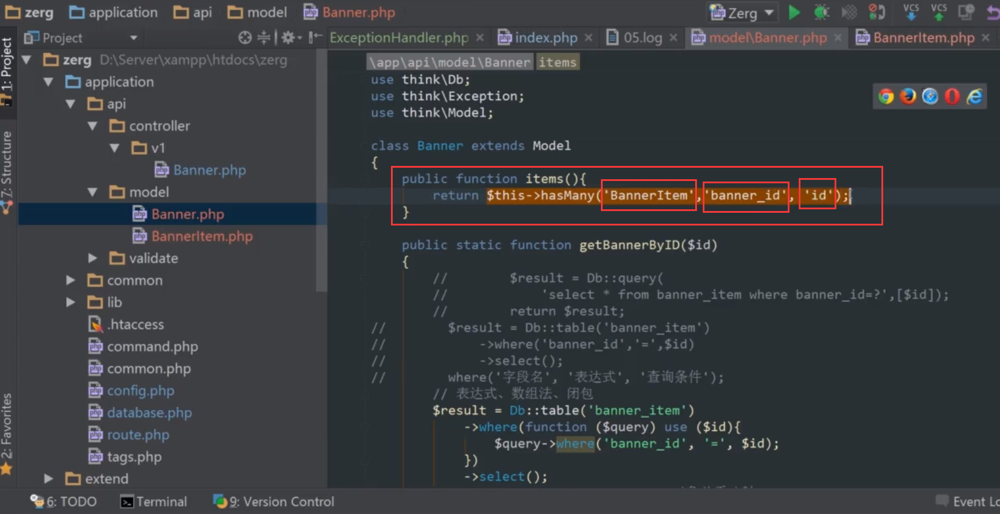 zerg application api model Banner.php Zerg VCS VCS
Project ExceptionHandler.php index.php 05.log model\Banner.php BannerItem.php
1: Project
Z: Structure
2: Favorites
zerg D:\Server\xampp\htdocs\zerg
application
api
controller
v1
Banner.php
model
Banner.php
BannerItem.php
validate
common
lib
.htaccess
command.php
common.php
config.php
database.php
route.php
tags.php
extend
\app\api\model\Banner items
use think\Db;
use think\Exception;
use think\Model;
class Banner extends Model
{
public function items(){
return $this->hasMany('BannerItem','banner_id', 'id');
}
public static function getBannerByID($id)
{
// $result = Db::query(
// 'select * from banner_item where banner_id=?',[$id]);
// return $result;
// $result = Db::table('banner_item')
// ->where('banner_id','=',$id)
// ->select();
// where('字段名', '表达式', '查询条件');
// 表达式、数组法、闭包
$result = Db::table('banner_item')
->where(function ($query) use ($id){
$query->where('banner_id', '=', $id);
})
->select();
6: TODO Terminal 9: Version Control Event Lo